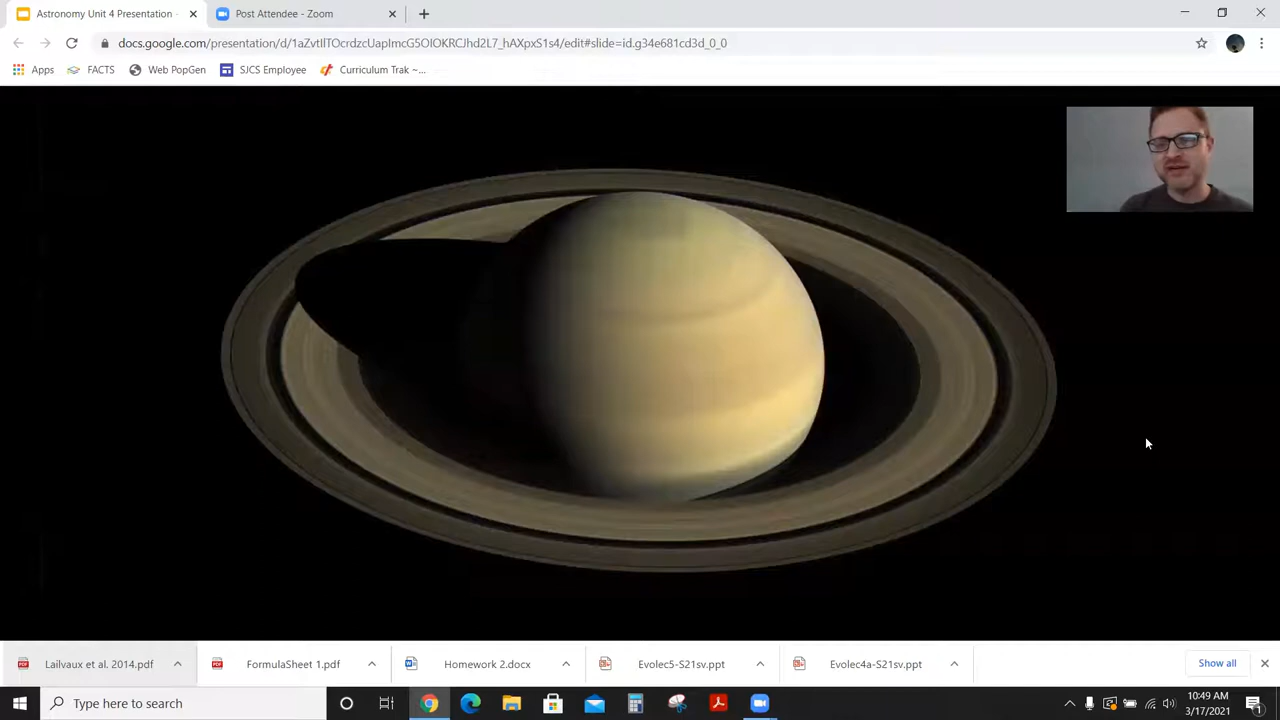 Astronomy Unit 4 Presentation -
Post Attendee - Zoom
docs.google.com/presentation/d/1aZvtIlTOcrdzcUapImcG5OIOKRCJhd2L7_hAXpxS1s4/edit#slide=id.g34e681cd3d_0_0
Apps
FACTS
Web PopGen
SJCS Employee
Curriculum Trak ~...
Lailvaux et al. 2014.pdf
FormulaSheet 1.pdf
Homework 2.docx
Evolec5-S21sv.ppt
Evolec4a-S21sv.ppt
Show all
Type here to search
10:49 AM
3/17/2021
1